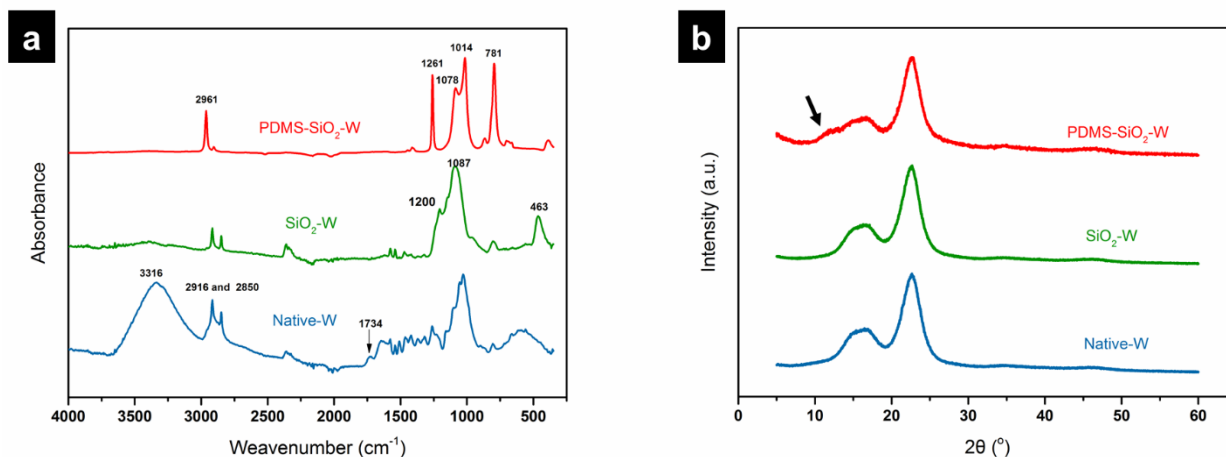 a
Absorbance
2961
1261
1078
1014
781
PDMS-SiO₂-W
1200
1087
463
SiO₂-W
3316
2916 and 2850
1734
Native-W
4000 3500 3000 2500 2000 1500 1000 500
Weavenumber (cm⁻¹)
b
Intensity (a.u.)
PDMS-SiO₂-W
SiO₂-W
Native-W
0 10 20 30 40 50 60
2θ (°)